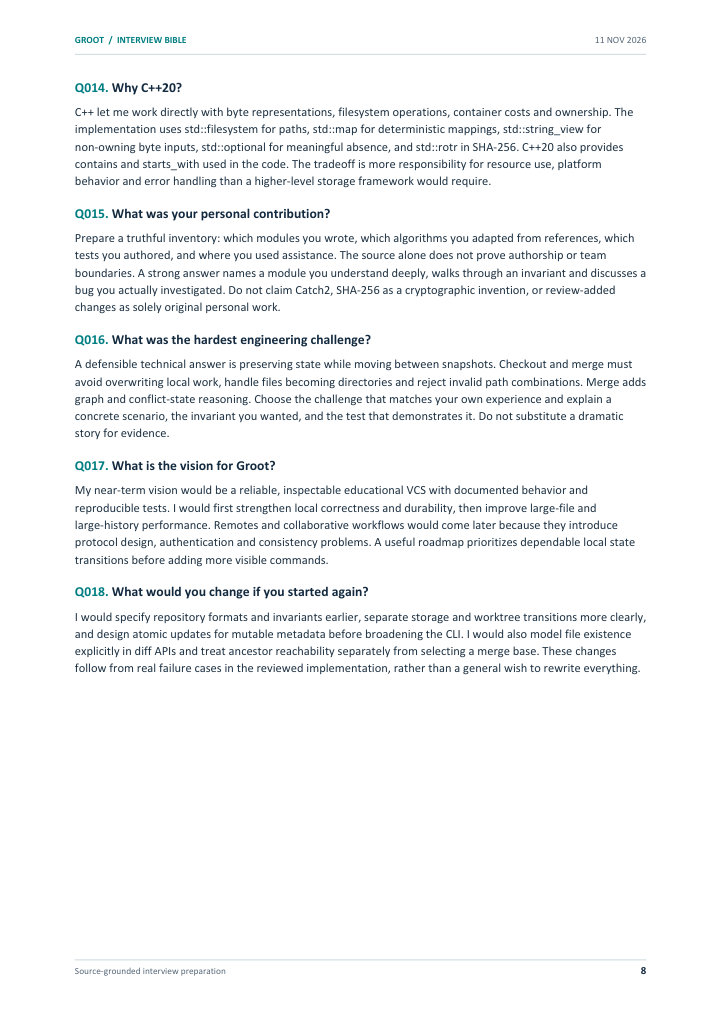 GROOT / INTERVIEW BIBLE
11 NOV 2026
Q014. Why C++20?
C++ let me work directly with byte representations, filesystem operations, container costs and ownership. The
implementation uses std::filesystem for paths, std::map for deterministic mappings, std::string_view for
non-owning byte inputs, std::optional for meaningful absence, and std::rotr in SHA-256. C++20 also provides
contains and starts_with used in the code. The tradeoff is more responsibility for resource use, platform
behavior and error handling than a higher-level storage framework would require.
Q015. What was your personal contribution?
Prepare a truthful inventory: which modules you wrote, which algorithms you adapted from references, which
tests you authored, and where you used assistance. The source alone does not prove authorship or team
boundaries. A strong answer names a module you understand deeply, walks through an invariant and discusses a
bug you actually investigated. Do not claim Catch2, SHA-256 as a cryptographic invention, or review-added
changes as solely original personal work.
Q016. What was the hardest engineering challenge?
A defensible technical answer is preserving state while moving between snapshots. Checkout and merge must
avoid overwriting local work, handle files becoming directories and reject invalid path combinations. Merge adds
graph and conflict-state reasoning. Choose the challenge that matches your own experience and explain a
concrete scenario, the invariant you wanted, and the test that demonstrates it. Do not substitute a dramatic
story for evidence.
Q017. What is the vision for Groot?
My near-term vision would be a reliable, inspectable educational VCS with documented behavior and
reproducible tests. I would first strengthen local correctness and durability, then improve large-file and
large-history performance. Remotes and collaborative workflows would come later because they introduce
protocol design, authentication and consistency problems. A useful roadmap prioritizes dependable local state
transitions before adding more visible commands.
Q018. What would you change if you started again?
I would specify repository formats and invariants earlier, separate storage and worktree transitions more clearly,
and design atomic updates for mutable metadata before broadening the CLI. I would also model file existence
explicitly in diff APIs and treat ancestor reachability separately from selecting a merge base. These changes
follow from real failure cases in the reviewed implementation, rather than a general wish to rewrite everything.
Source-grounded interview preparation
8